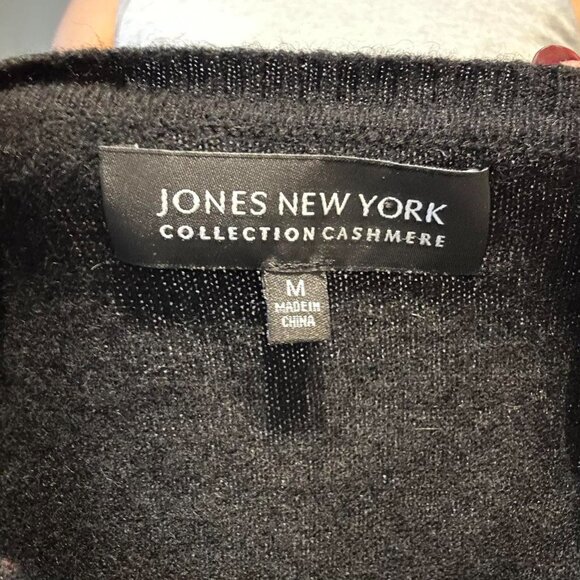 JONES NEW YORK
COLLECTION CASHMERE
M
MADE IN
CHINA